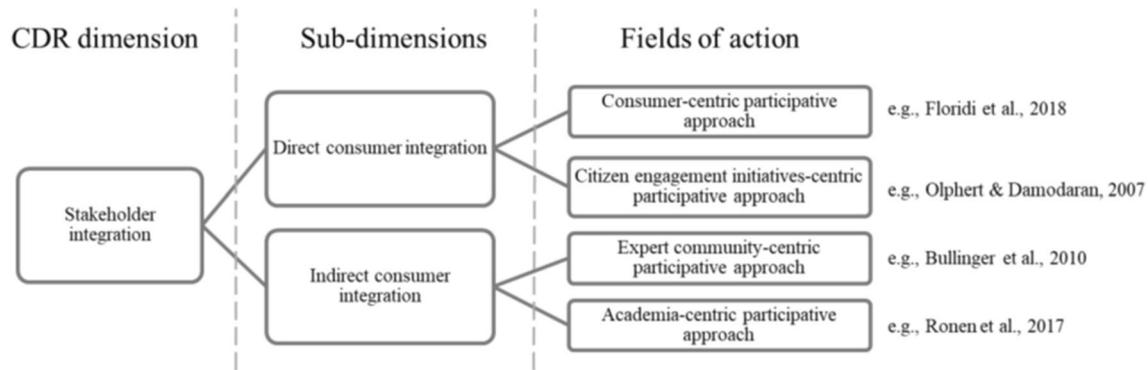 CDR dimension
Sub-dimensions
Fields of action
Stakeholder
integration
Direct consumer integration
Indirect consumer
integration
Consumer-centric participative
approach
e.g., Floridi et al., 2018
Citizen engagement initiatives-centric
participative approach
e.g., Olphert & Damodaran, 2007
Expert community-centric
participative approach
e.g., Bullinger et al., 2010
Academia-centric participative
approach
e.g., Ronen et al., 2017